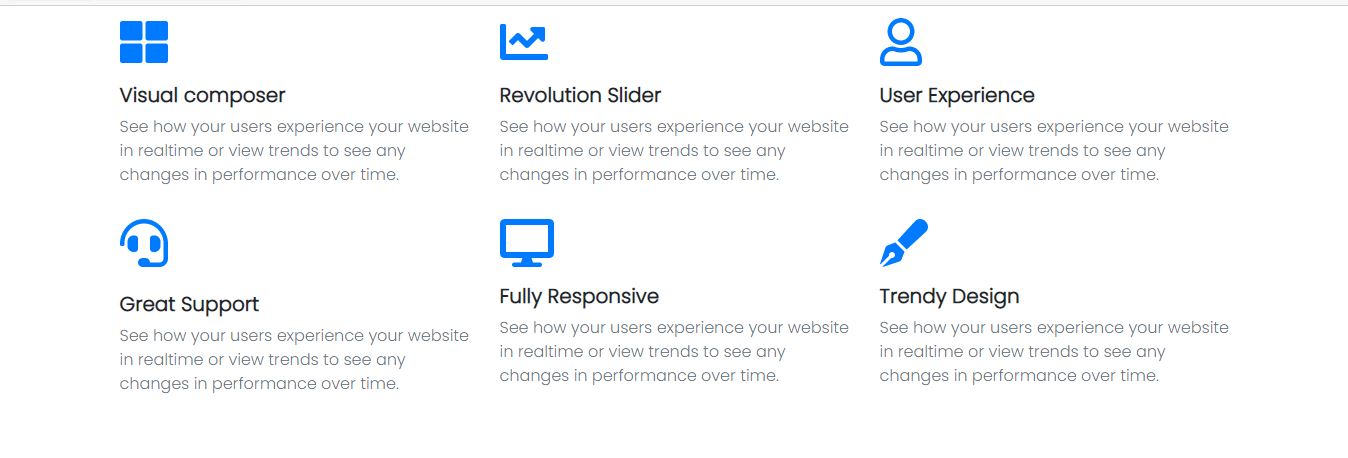 Visual composer
See how your users experience your website
in realtime or view trends to see any
changes in performance over time.
Revolution Slider
See how your users experience your website
in realtime or view trends to see any
changes in performance over time.
User Experience
See how your users experience your website
in realtime or view trends to see any
changes in performance over time.
Great Support
See how your users experience your website
in realtime or view trends to see any
changes in performance over time.
Fully Responsive
See how your users experience your website
in realtime or view trends to see any
changes in performance over time.
Trendy Design
See how your users experience your website
in realtime or view trends to see any
changes in performance over time.